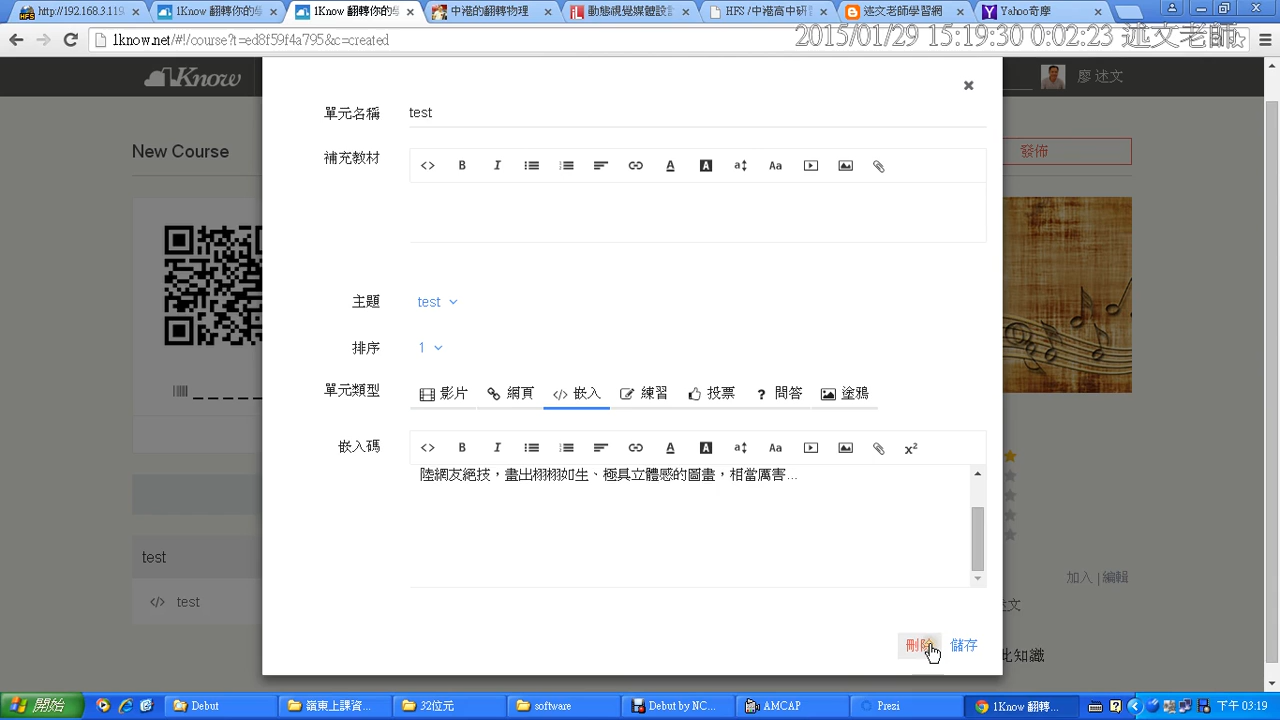 http://192.168.3.119
1Know 翻轉你的學
1Know 翻轉你的學
中港的翻轉物理
動態視覺媒體設計
述文老師學習網
Yahoo奇摩
1know.net/#!/course?t=ed8f59f4a795&c=created
2015/01/29 15:19:30 0:02:23 述文老師
1Know
廖 述文
New Course
發佈
單元名稱
test
補充教材
主題
test
排序
1
單元類型
影片
網頁
嵌入
練習
投票
問答
塗鴉
嵌入碼
陸網友絕技，畫出栩栩如生、極具立體感的圖畫，相當厲害...
test
test
加入 | 編輯
文
此知識
刪除
儲存
開始
Debut
羅東上課資...
32位元
software
Debut by NC...
AMCAP
Prezi
1Know 翻轉...
下午 03:19